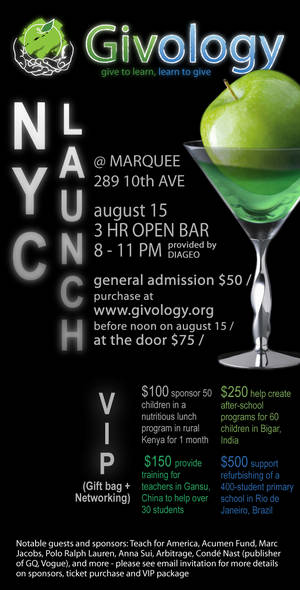 Givology
give to learn, learn to give
NYC
LAUNCH
@ MARQUEE
289 10th AVE
august 15
3 HR OPEN BAR
8 - 11 PM provided by
DIAGEO
general admission $50 /
purchase at
www.givology.org
before noon on august 15 /
at the door $75 /
VIP
(Gift bag +
Networking)
$100 sponsor 50
children in a
nutritious lunch
program in rural
Kenya for 1 month
$250 help create
after-school
programs for 60
children in Bigar,
India
$150 provide
training for
teachers in Gansu,
China to help over
30 students
$500 support
refurbishing of a
400-student primary
school in Rio de
Janeiro, Brazil
Notable guests and sponsors: Teach for America, Acumen Fund, Marc
Jacobs, Polo Ralph Lauren, Anna Sui, Arbitrage, Condé Nast (publisher
of GQ, Vogue), and more - please see email invitation for more details
on sponsors, ticket purchase and VIP package